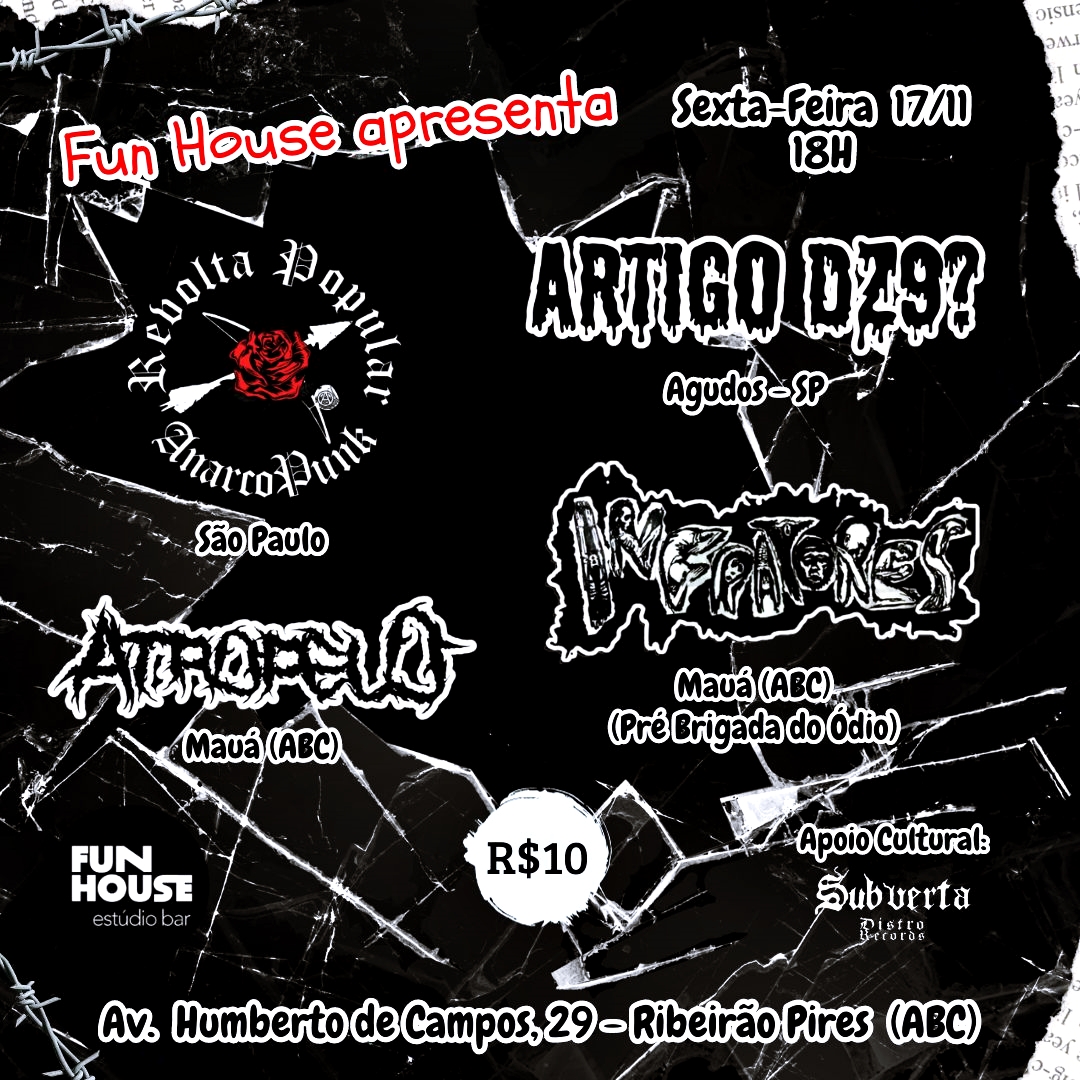 Fun House apresenta
Sexta-Feira 17/11
18H
Revolta Popular
AnarcoPunk
São Paulo
ARTIGO DZ9?
Agudos - SP
ATROPELO
Mauá (ABC)
Mauá (ABC)
(Pré Brigada do Ódio)
FUN
HOUSE
estúdio bar
R$10
Apoio Cultural:
Subverta
Distro
Records
Av. Humberto de Campos, 29 - Ribeirão Pires (ABC)